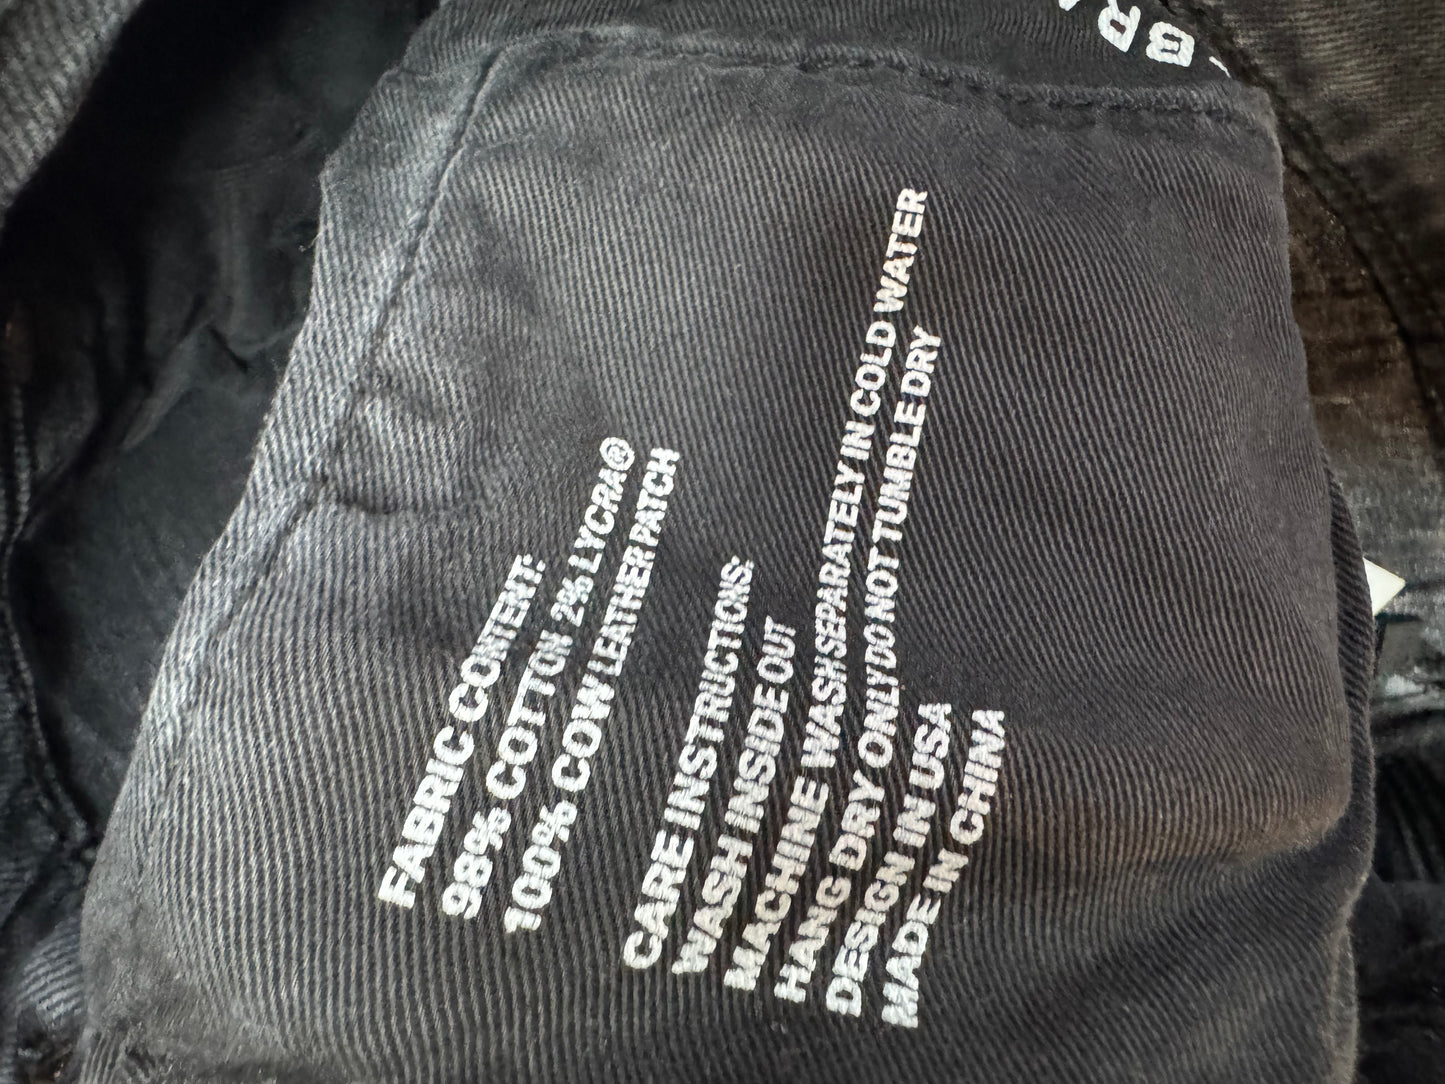 FABRIC CONTENT:
98% COTTON 2% LYCRA®
100% COW LEATHER PATCH
CARE INSTRUCTIONS:
WASH INSIDE OUT
MACHINE WASH SEPARATELY IN COLD WATER
HANG DRY ONLY/DO NOT TUMBLE DRY
DESIGN IN USA
MADE IN CHINA